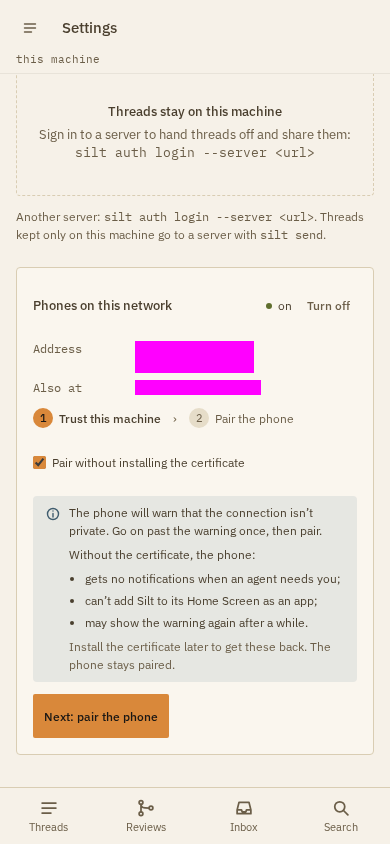 Settings
this machine
Threads stay on this machine
Sign in to a server to hand threads off and share them:
silt auth login --server <url>
Another server: silt auth login --server <url>. Threads
kept only on this machine go to a server with silt send.
Phones on this network
on
Turn off
Address
Also at
1 Trust this machine › 2 Pair the phone
Pair without installing the certificate
The phone will warn that the connection isn’t
private. Go on past the warning once, then pair.
Without the certificate, the phone:
• gets no notifications when an agent needs you;
• can’t add Silt to its Home Screen as an app;
• may show the warning again after a while.
Install the certificate later to get these back. The
phone stays paired.
Next: pair the phone
Threads
Reviews
Inbox
Search